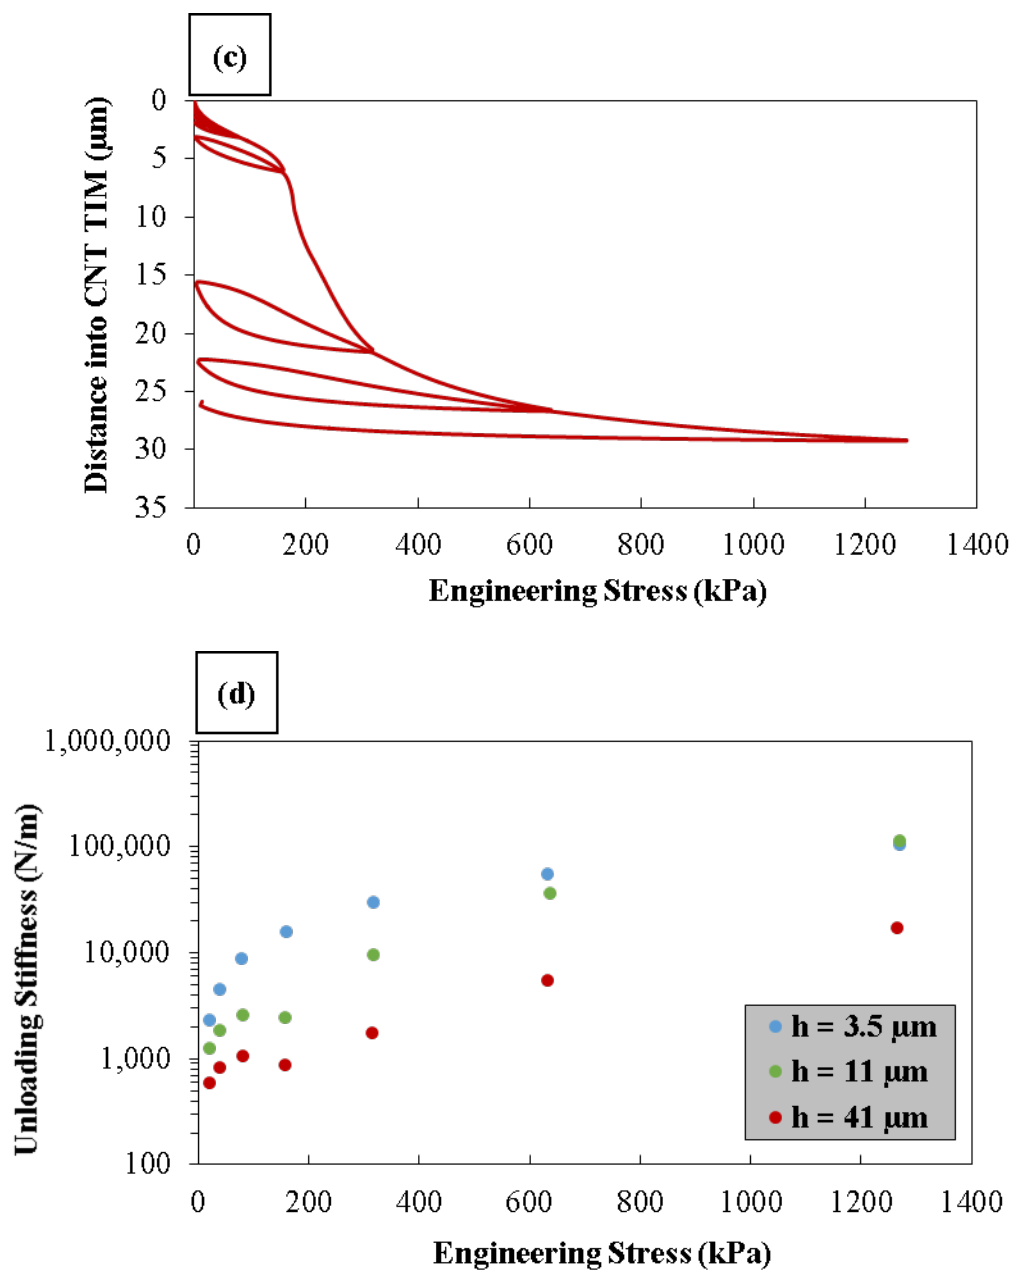 (c)
0
5
10
15
20
25
30
35
Distance into CNT TIM (μm)
0 200 400 600 800 1000 1200 1400
Engineering Stress (kPa)
(d)
1,000,000
100,000
10,000
1,000
100
Unloading Stiffness (N/m)
h = 3.5 μm
h = 11 μm
h = 41 μm
0 200 400 600 800 1000 1200 1400
Engineering Stress (kPa)